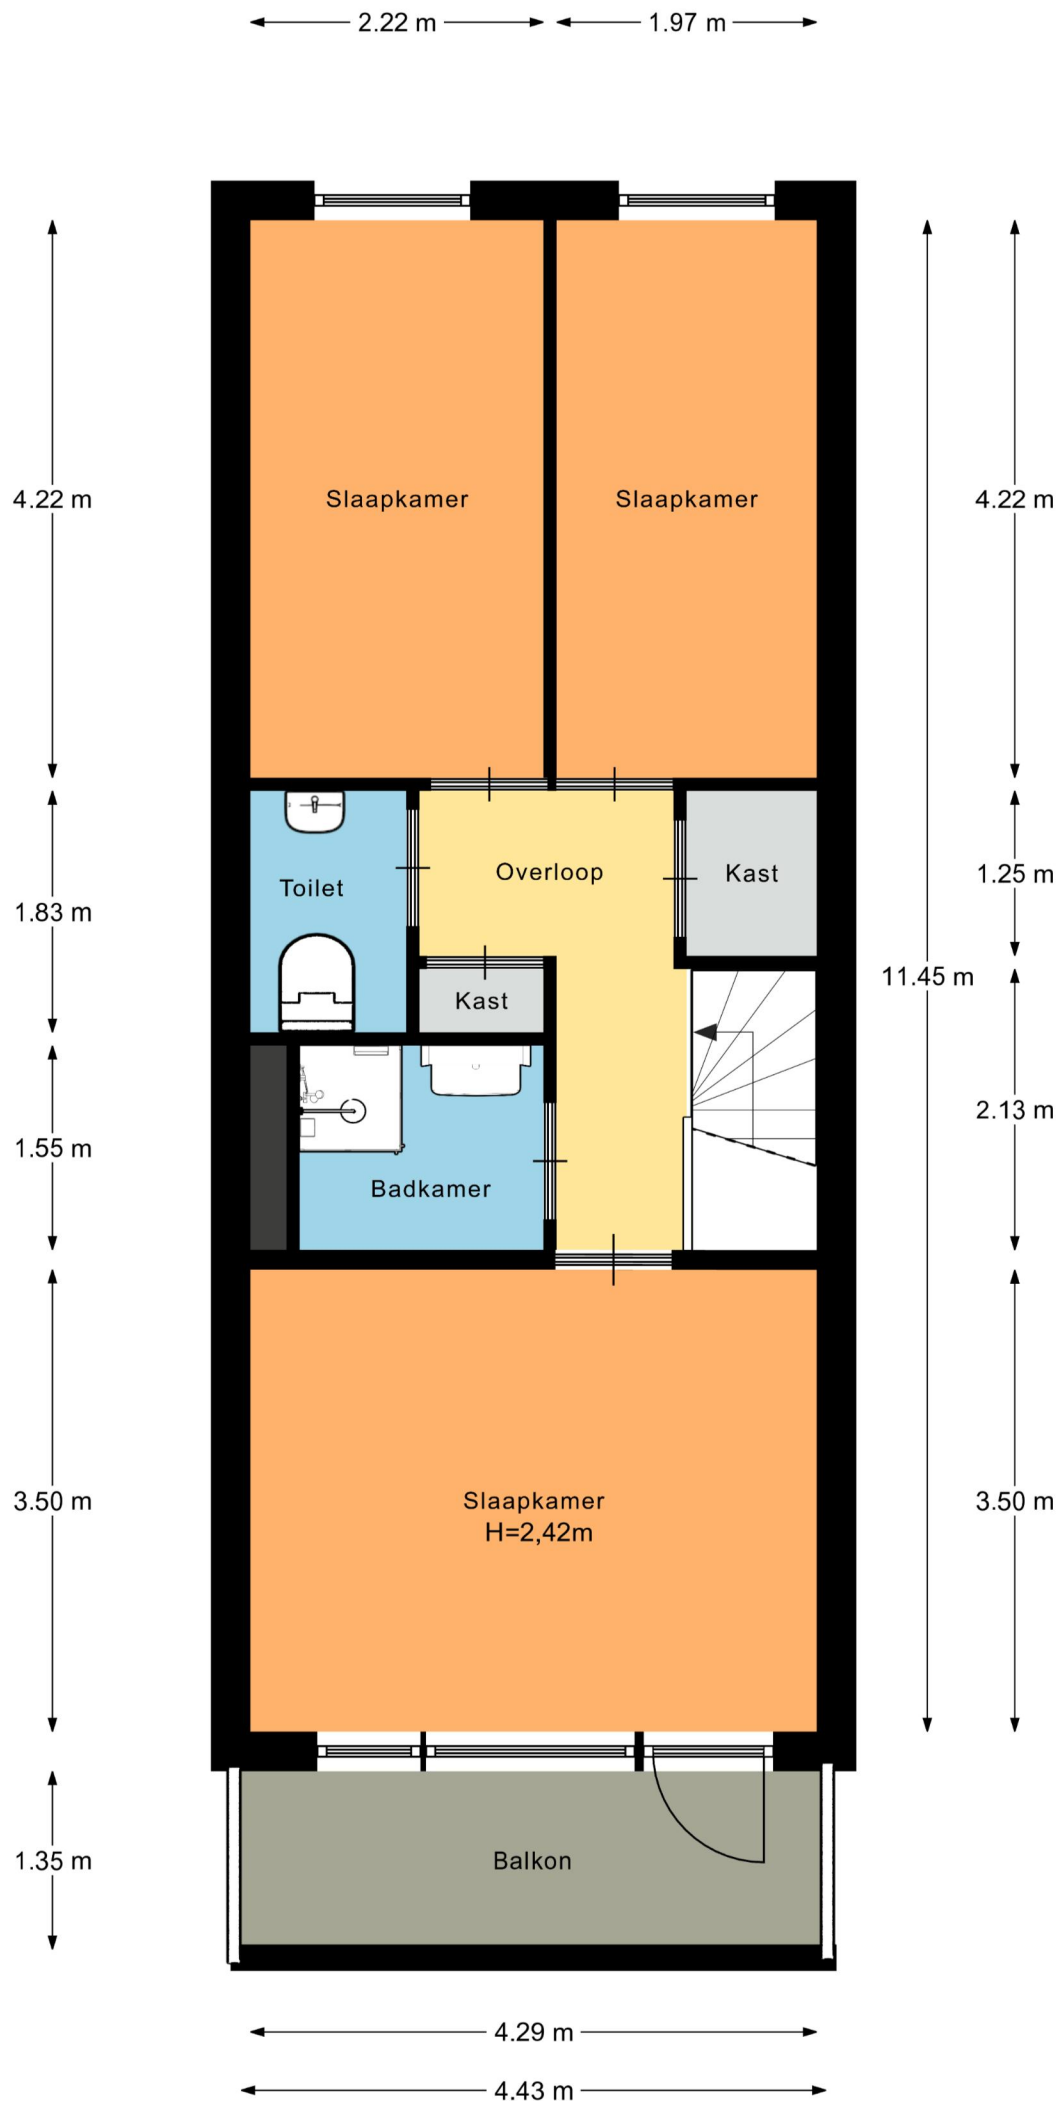 2.22 m
1.97 m
Slaapkamer
Slaapkamer
4.22 m
4.22 m
Toilet
Overloop
Kast
1.83 m
1.25 m
Kast
11.45 m
1.55 m
2.13 m
Badkamer
3.50 m
3.50 m
Slaapkamer
H=2,42m
1.35 m
Balkon
4.29 m
4.43 m